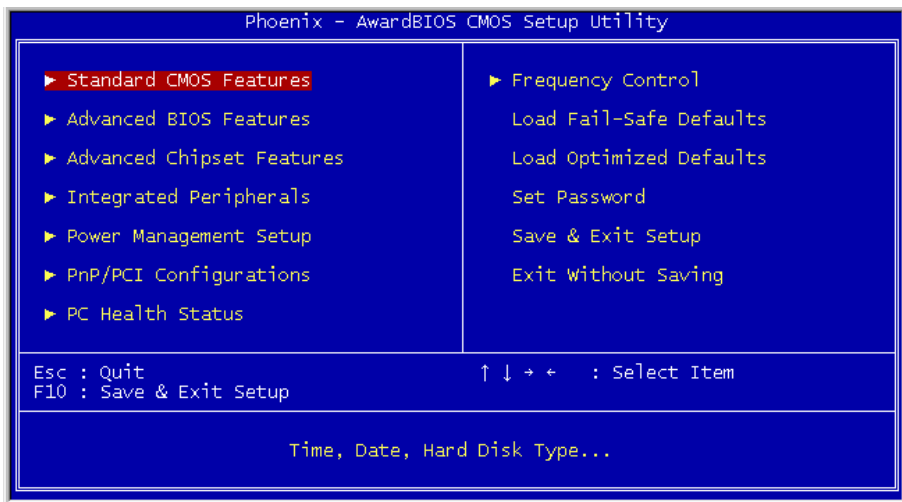 Phoenix - AwardBIOS CMOS Setup Utility
▶ Standard CMOS Features
▶ Advanced BIOS Features
▶ Advanced Chipset Features
▶ Integrated Peripherals
▶ Power Management Setup
▶ PnP/PCI Configurations
▶ PC Health Status
▶ Frequency Control
Load Fail-Safe Defaults
Load Optimized Defaults
Set Password
Save & Exit Setup
Exit Without Saving
Esc : Quit
F10 : Save & Exit Setup
↑ ↓ → ← : Select Item
Time, Date, Hard Disk Type...